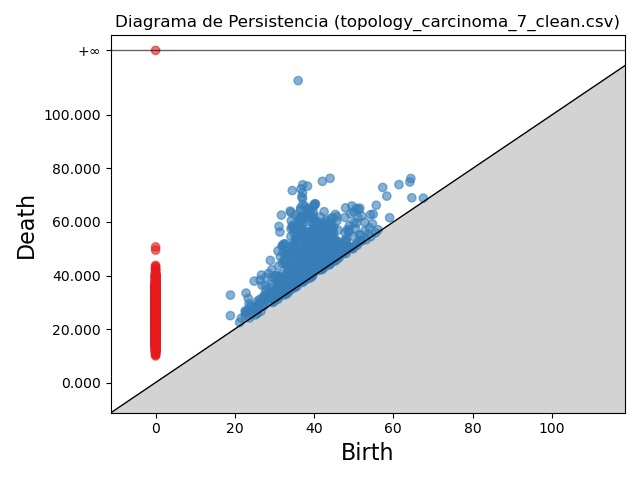 Diagrama de Persistencia (topology_carcinoma_7_clean.csv)
+∞
100.000
80.000
60.000
40.000
20.000
0.000
Death
0 20 40 60 80 100
Birth